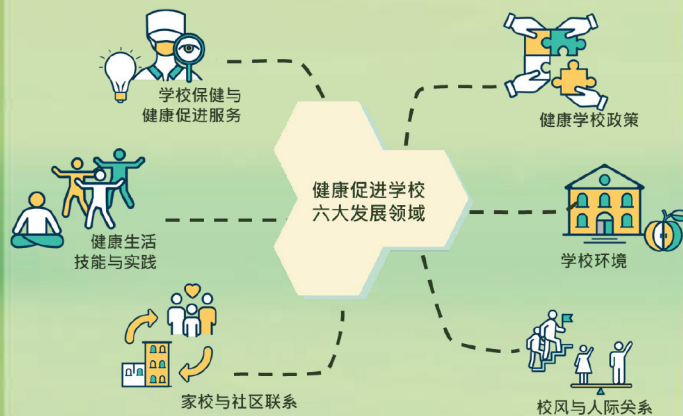 健康促进学校
六大发展领域
学校保健与
健康促进服务
健康学校政策
健康生活
技能与实践
学校环境
家校与社区联系
校风与人际关系